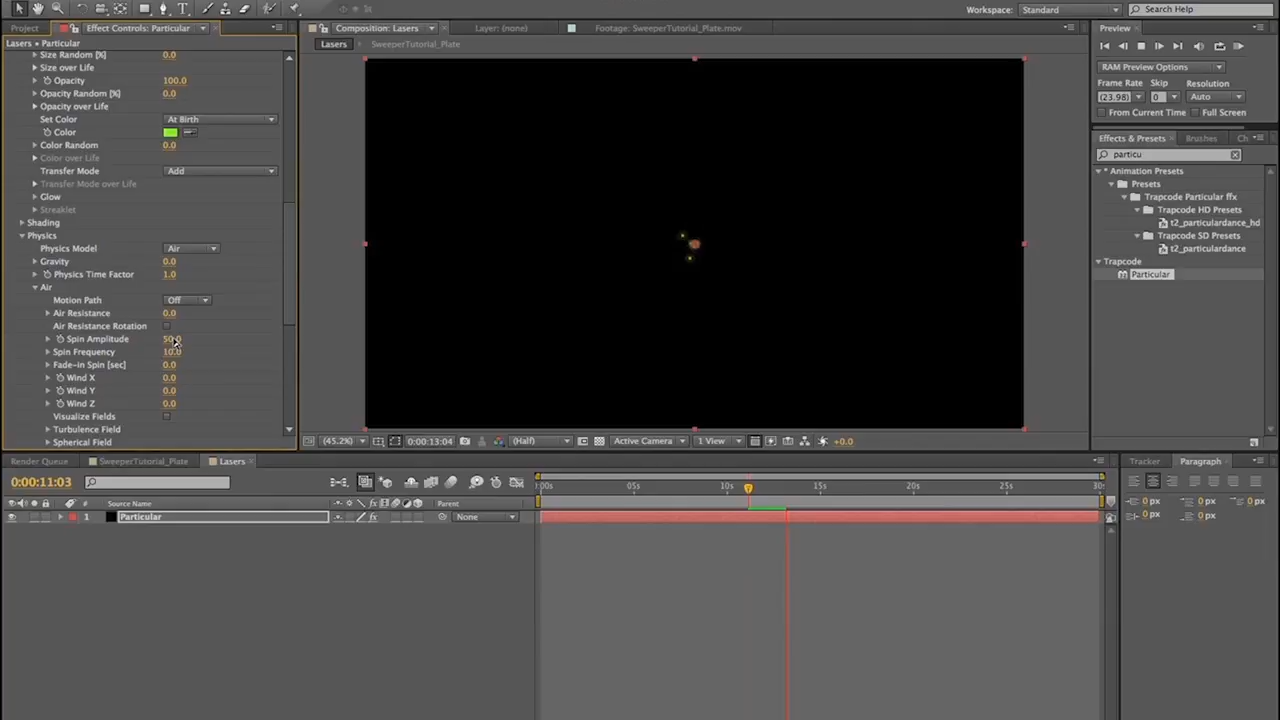 Workspace: Standard
Search Help
Project
Effect Controls: Particular
Composition: Lasers
Layer: (none)
Footage: SweeperTutorial_Plate.mov
Preview
Lasers • Particular
Lasers
SweeperTutorial_Plate
Size Random [%] 0.0
Size over Life
Opacity 100.0
Opacity Random [%] 0.0
Opacity over Life
Set Color At Birth
Color
Color Random 0.0
Color over Life
Transfer Mode Add
Transfer Mode over Life
Glow
Streaklet
Shading
Physics
Physics Model Air
Gravity 0.0
Physics Time Factor 1.0
Air
Motion Path Off
Air Resistance 0.0
Air Resistance Rotation
Spin Amplitude 50.0
Spin Frequency 10.0
Fade-in Spin [sec] 0.0
Wind X 0.0
Wind Y 0.0
Wind Z 0.0
Visualize Fields
Turbulence Field
Spherical Field
RAM Preview Options
Frame Rate Skip Resolution
(23.98) 0 Auto
From Current Time Full Screen
Effects & Presets Brushes Ch
particu
* Animation Presets
Presets
Trapcode Particular ffx
Trapcode HD Presets
t2_particulardance_hd
Trapcode SD Presets
t2_particulardance
Trapcode
Particular
(45.2%) 0:00:13:04 (Half) Active Camera 1 View +0.0
Render Queue SweeperTutorial_Plate Lasers
Tracker Paragraph
0:00:11:03
:00s 05s 10s 15s 20s 25s 30s
# Source Name Parent
1 Particular None
0 px 0 px 0 px
0 px 0 px